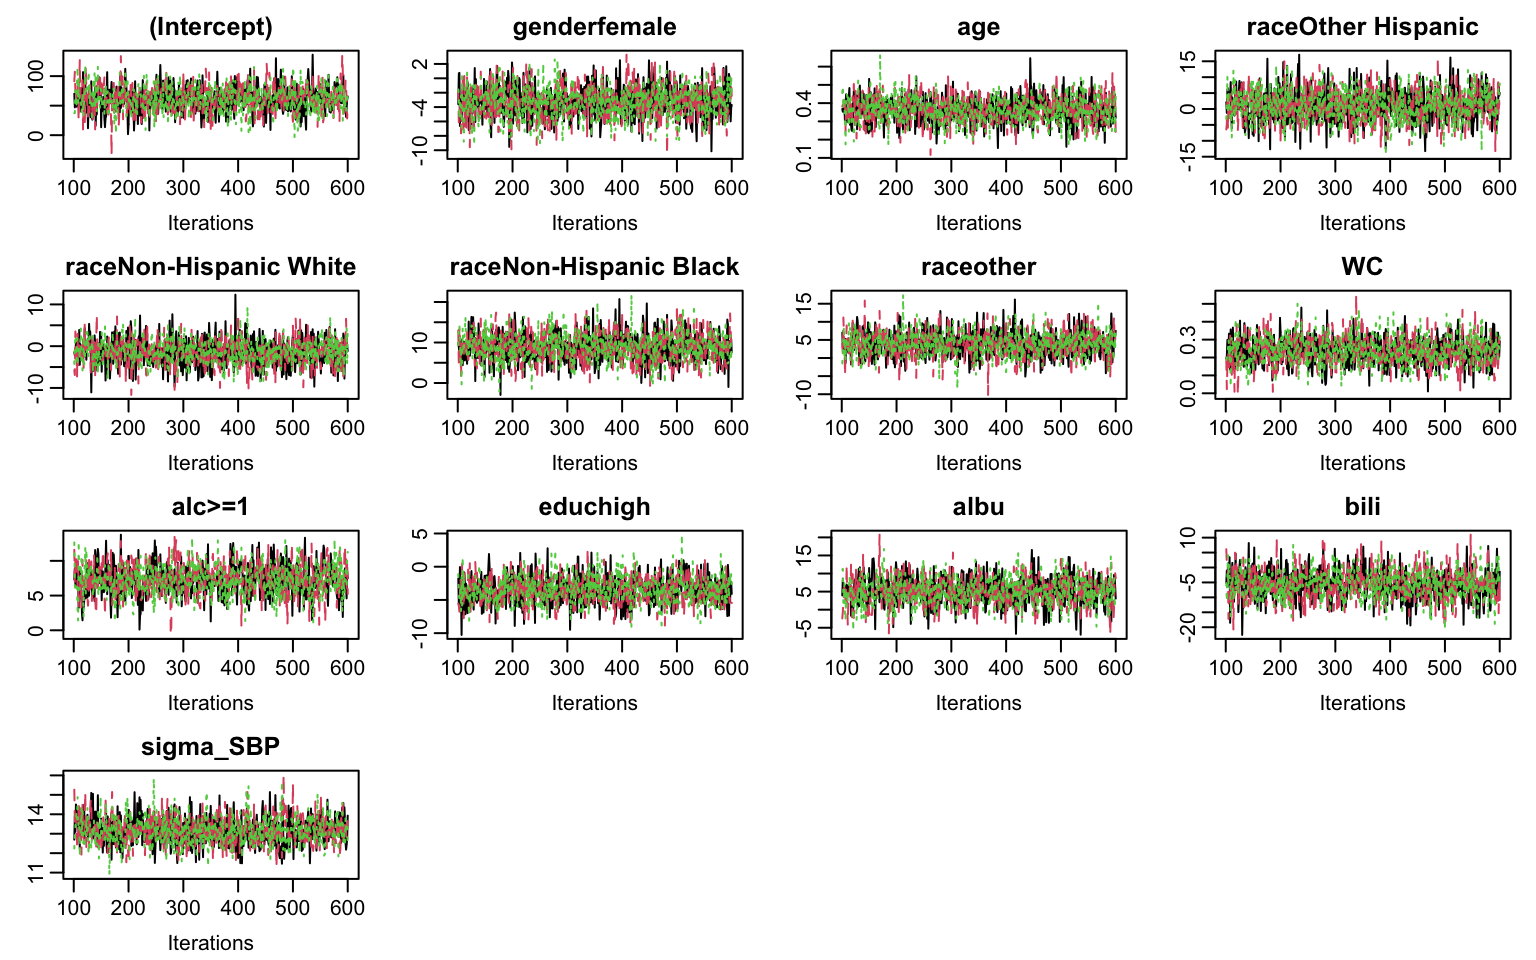 (Intercept) genderfemale age raceOther Hispanic
0 100 -10 -4 2 0.1 0.4 -15 0 15
100 200 300 400 500 600 100 200 300 400 500 600 100 200 300 400 500 600 100 200 300 400 500 600
Iterations Iterations Iterations Iterations
raceNon-Hispanic White raceNon-Hispanic Black raceother WC
-10 0 10 0 10 -10 5 15 0.0 0.3
100 200 300 400 500 600 100 200 300 400 500 600 100 200 300 400 500 600 100 200 300 400 500 600
Iterations Iterations Iterations Iterations
alc>=1 educhigh albu bili
0 5 -10 0 5 -5 5 15 -20 -5 10
100 200 300 400 500 600 100 200 300 400 500 600 100 200 300 400 500 600 100 200 300 400 500 600
Iterations Iterations Iterations Iterations
sigma_SBP
11 14
100 200 300 400 500 600
Iterations